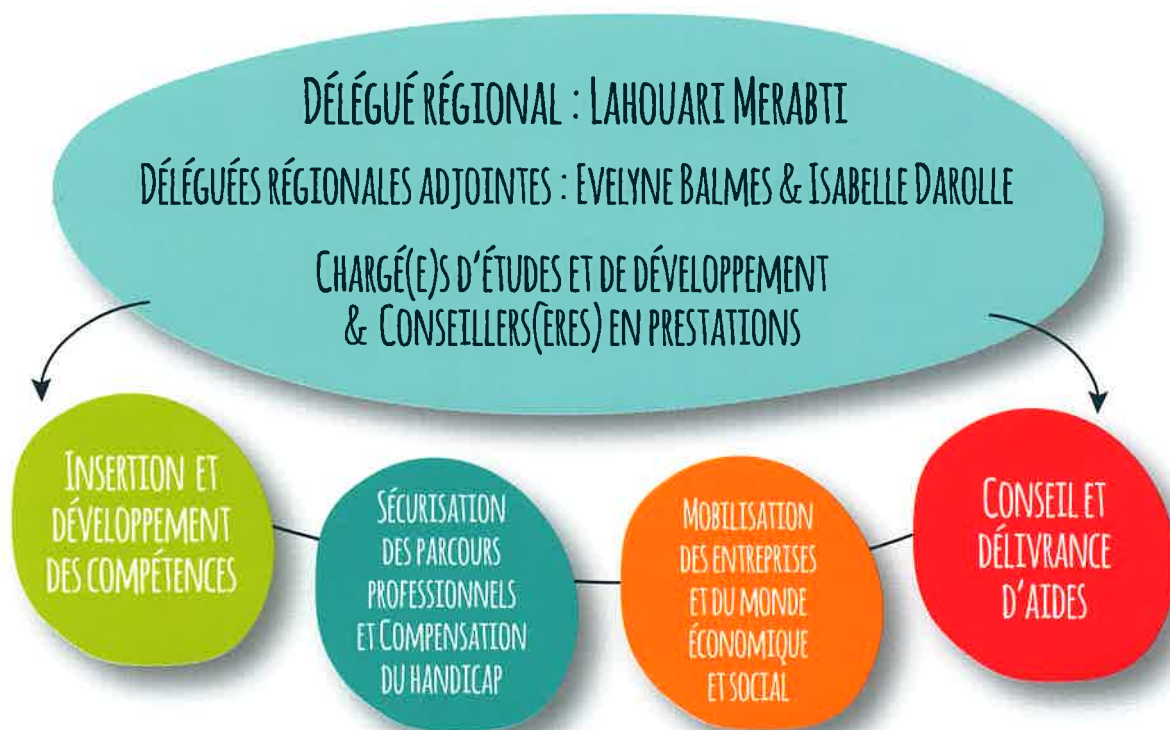 DÉLÉGUÉ RÉGIONAL : LAHOUARI MERABTI
DÉLÉGUÉES RÉGIONALES ADJOINTES : EVELYNE BALMES & ISABELLE DAROLLE
CHARGÉ(E)S D'ÉTUDES ET DE DÉVELOPPEMENT
& CONSEILLERS(ÈRES) EN PRESTATIONS
INSERTION ET
DÉVELOPPEMENT
DES COMPÉTENCES
SÉCURISATION
DES PARCOURS
PROFESSIONNELS
ET COMPENSATION
DU HANDICAP
MOBILISATION
DES ENTREPRISES
ET DU MONDE
ÉCONOMIQUE
ET SOCIAL
CONSEIL ET
DÉLIVRANCE
D'AIDES